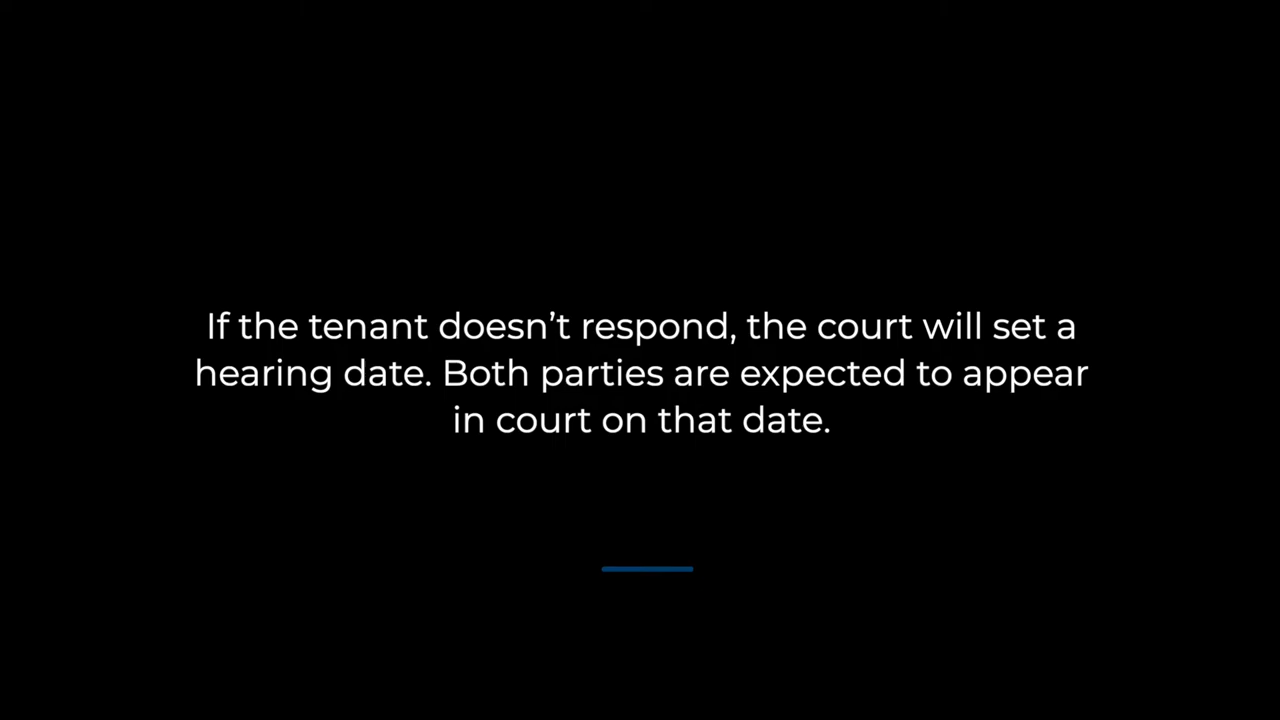 If the tenant doesn’t respond, the court will set a
hearing date. Both parties are expected to appear
in court on that date.